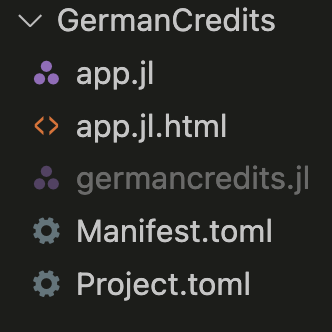 GermanCredits
app.jl
app.jl.html
germancredits.jl
Manifest.toml
Project.toml